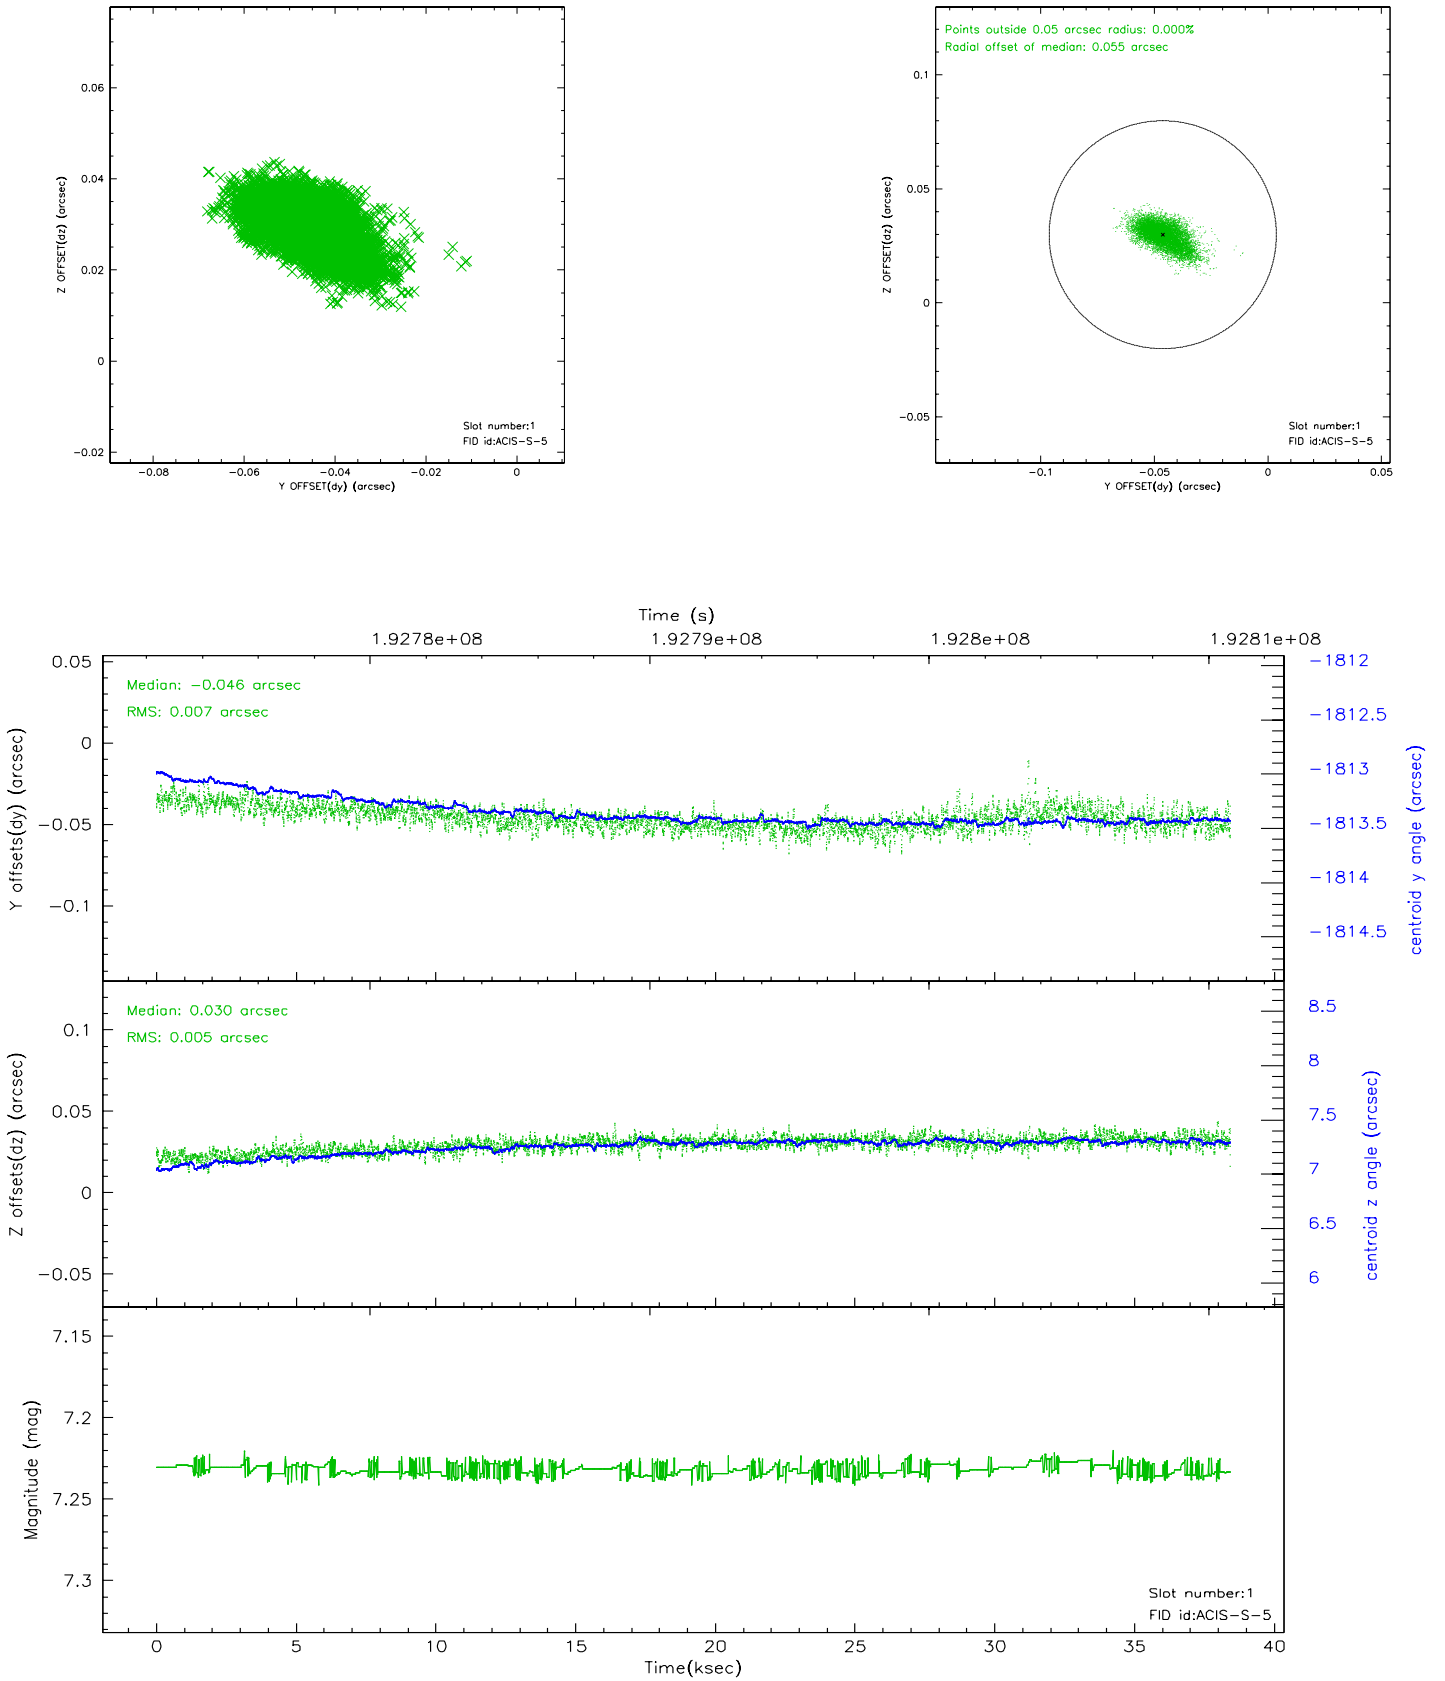 0.06
0.04
0.02
0
-0.02
Z OFFSET(dz) (arcsec)
Slot number:1
FID id:ACIS-S-5
-0.08 -0.06 -0.04 -0.02 0
Y OFFSET(dy) (arcsec)
Points outside 0.05 arcsec radius: 0.000%
Radial offset of median: 0.055 arcsec
0.1
0.05
0
-0.05
Z OFFSET(dz) (arcsec)
Slot number:1
FID id:ACIS-S-5
-0.1 -0.05 0 0.05
Y OFFSET(dy) (arcsec)
Time (s)
1.9278e+08 1.9279e+08 1.928e+08 1.9281e+08
0.05
0
-0.05
-0.1
Y offsets(dy) (arcsec)
Median: -0.046 arcsec
RMS: 0.007 arcsec
-1812
-1812.5
-1813
-1813.5
-1814
-1814.5
centroid y angle (arcsec)
0.1
0.05
0
-0.05
Z offsets(dz) (arcsec)
Median: 0.030 arcsec
RMS: 0.005 arcsec
8.5
8
7.5
7
6.5
6
centroid z angle (arcsec)
7.15
7.2
7.25
7.3
Magnitude (mag)
Slot number:1
FID id:ACIS-S-5
0 5 10 15 20 25 30 35 40
Time(ksec)